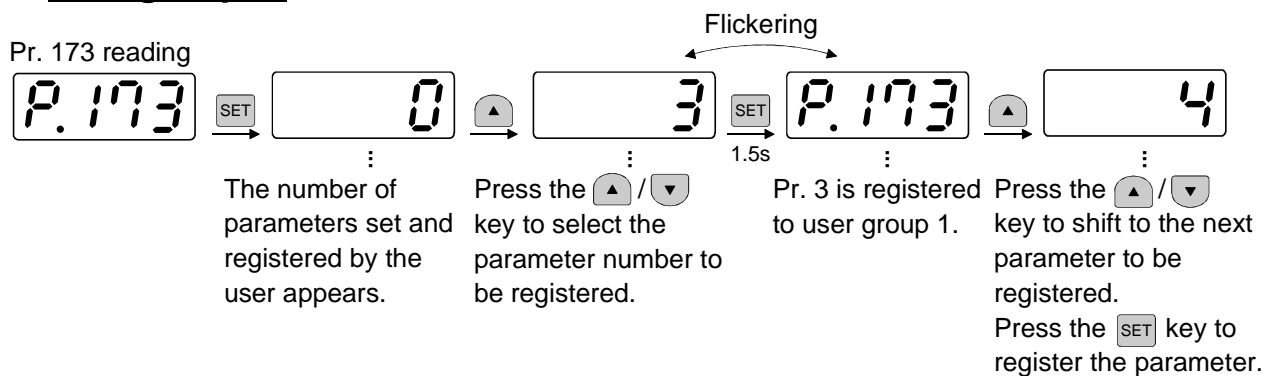 Flickering
Pr. 173 reading
P.173
SET
0
3
SET
1.5s
P.173
4
The number of
parameters set and
registered by the
user appears.
Press the ▲ / ▼
key to select the
parameter number to
be registered.
Pr. 3 is registered
to user group 1.
Press the ▲ / ▼
key to shift to the next
parameter to be
registered.
Press the SET key to
register the parameter.